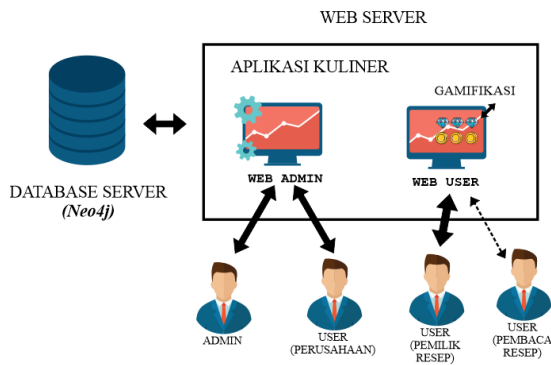 WEB SERVER
APLIKASI KULINER
GAMIFIKASI
WEB ADMIN
WEB USER
DATABASE SERVER
(Neo4j)
ADMIN
USER
(PERUSAHAAN)
USER
(PEMILIK
RESEP)
USER
(PEMBACA
RESEP)